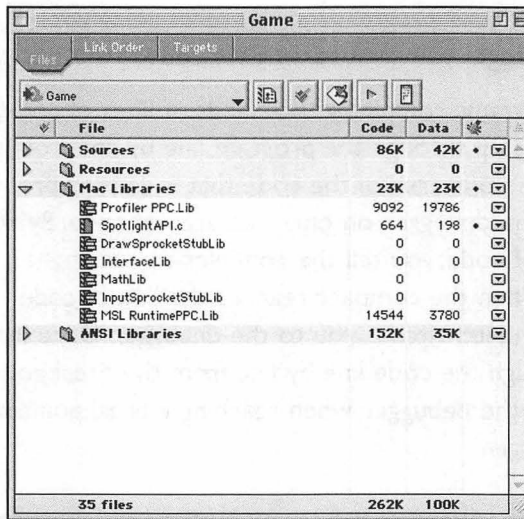 Game
Files Link Order Targets
Game
File Code Data
Sources 86K 42K
Resources 0 0
Mac Libraries 23K 23K
Profiler PPC.Lib 9092 19786
SpotlightAPI.c 664 198 •
DrawSprocketStubLib 0 0
InterfaceLib 0 0
MathLib 0 0
InputSprocketStubLib 0 0
MSL RuntimePPC.Lib 14544 3780
ANSI Libraries 152K 35K
35 files 262K 100K